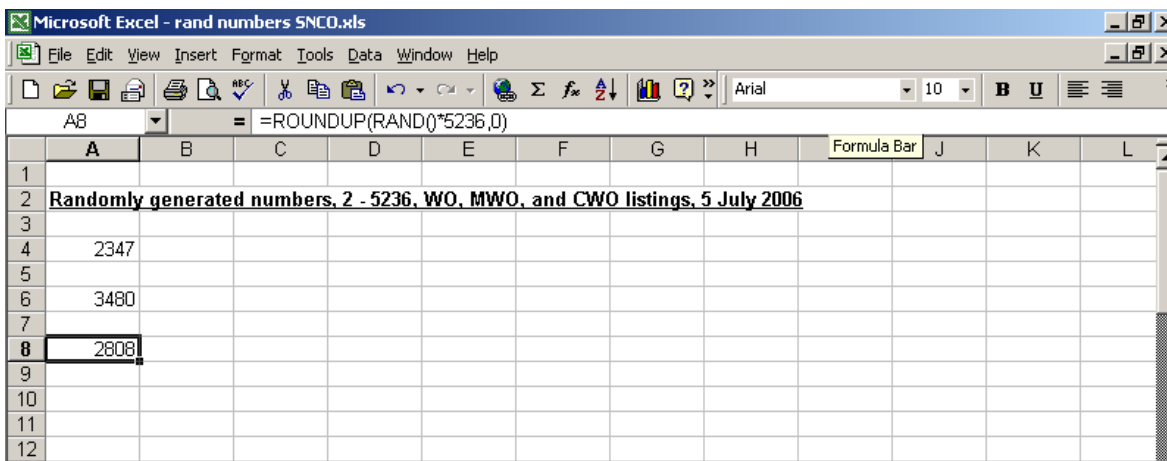 Microsoft Excel - rand numbers SNCO.xls
File Edit View Insert Format Tools Data Window Help
Arial 10 B U
A8 = =ROUNDUP(RAND()*5236,0)
Formula Bar
A B C D E F G H J K L
1
2 Randomly generated numbers, 2 - 5236, WO, MWO, and CWO listings, 5 July 2006
3
4 2347
5
6 3480
7
8 2808
9
10
11
12